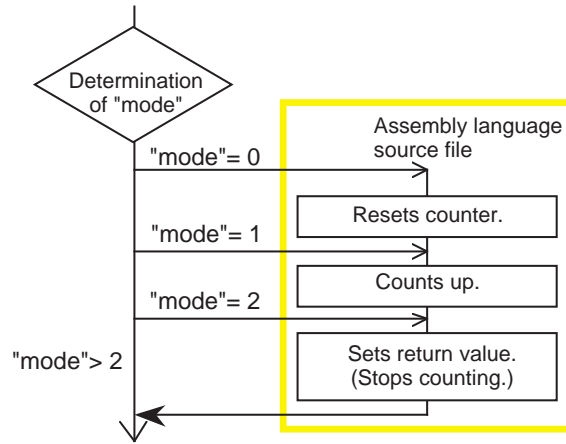 Determination
of "mode"
Assembly language
source file
"mode"= 0
Resets counter.
"mode"= 1
Counts up.
"mode"= 2
Sets return value.
(Stops counting.)
"mode"> 2